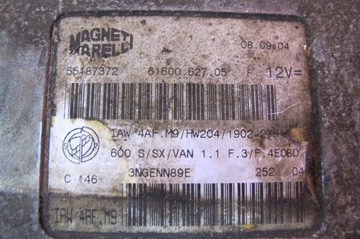 MAGNETI
MARELLI
08.09.04
55187372 61600.627.05 F 12V=
IAW 4AF.M9/HW204/1902-
600 S/SX/VAN 1.1 F.3/F.4EOBD
C 146 3NGENN89E 252 04
IAW 4AF.M9